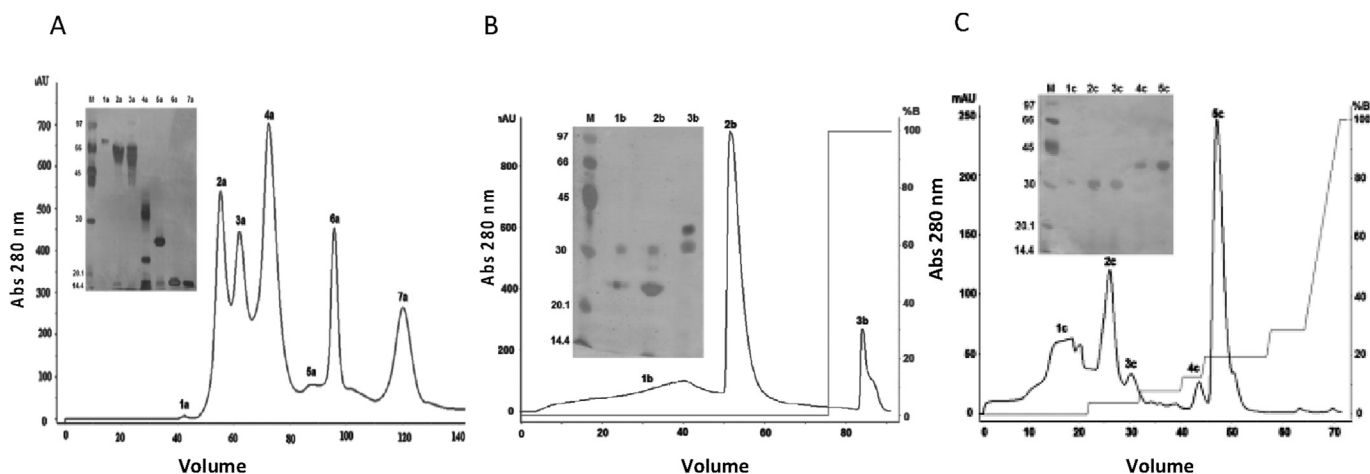 A
B
C
mAU
M 1a 2a 3a 4a 5a 6a 7a
97
66
45
30
20.1
14.4
700
600
500
400
300
200
100
0
1a
2a
3a
4a
5a
6a
7a
0 20 40 60 80 100 120 140
Abs 280 nm
Volume
AU
M 1b 2b 3b
97
66
45
30
20.1
14.4
800
600
400
200
0
1b
2b
3b
%B
100
80
60
40
20
0
0 20 40 60 80
Abs 280 nm
Volume
mAU
M 1c 2c 3c 4c 5c
97
66
45
30
20.1
14.4
250
200
150
100
50
0
1c
2c
3c
4c
5c
%B
100
80
60
40
20
0
0 10 20 30 40 50 60 70
Abs 280 nm
Volume